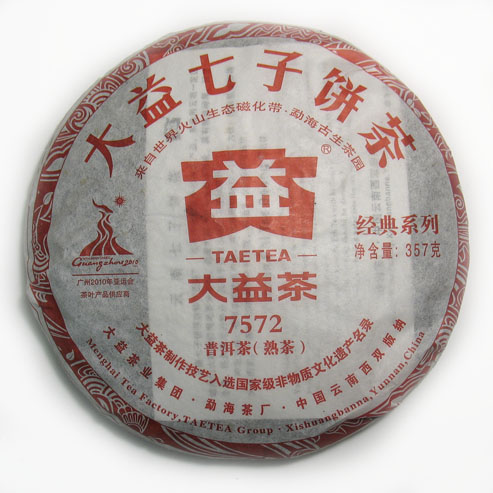 大益七子饼茶
来自世界火山生态磁化带·勐海古生茶园
®
益
TAETEA
大益茶
7572
普洱茶(熟茶)
经典系列
净含量:357克
Guangzhou2010
广州2010年亚运会
茶叶产品供应商
大益茶制作技艺入选国家级非物质文化遗产名录
大益茶业集团·勐海茶厂·中国云南西双版纳
Menghai Tea Factory,TAETEA Group·Xishuangbanna,Yunnan,China